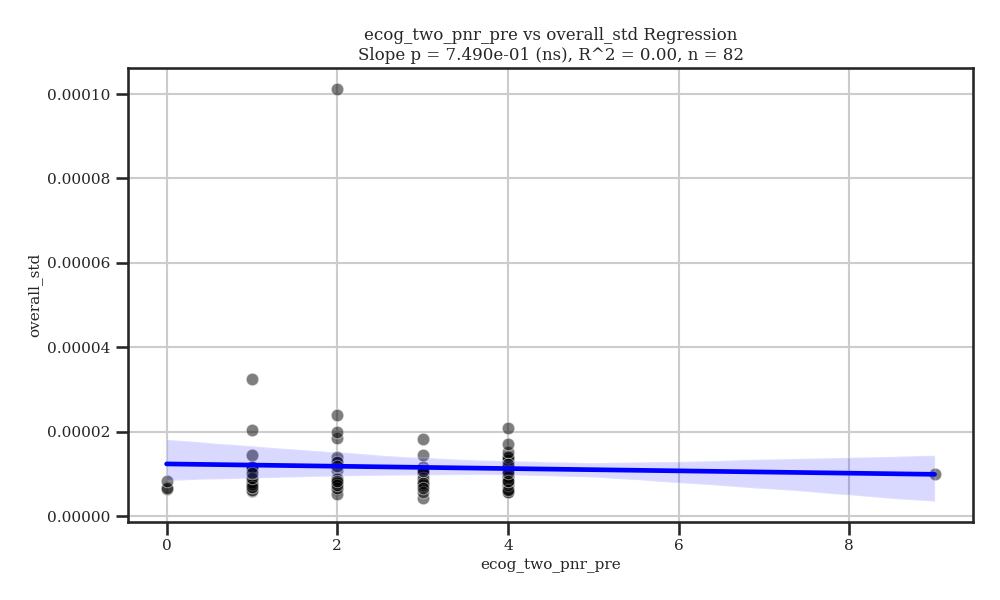 ecog_two_pnr_pre vs overall_std Regression
Slope p = 7.490e-01 (ns), R^2 = 0.00, n = 82
0.00010
0.00008
0.00006
0.00004
0.00002
0.00000
overall_std
0 2 4 6 8
ecog_two_pnr_pre